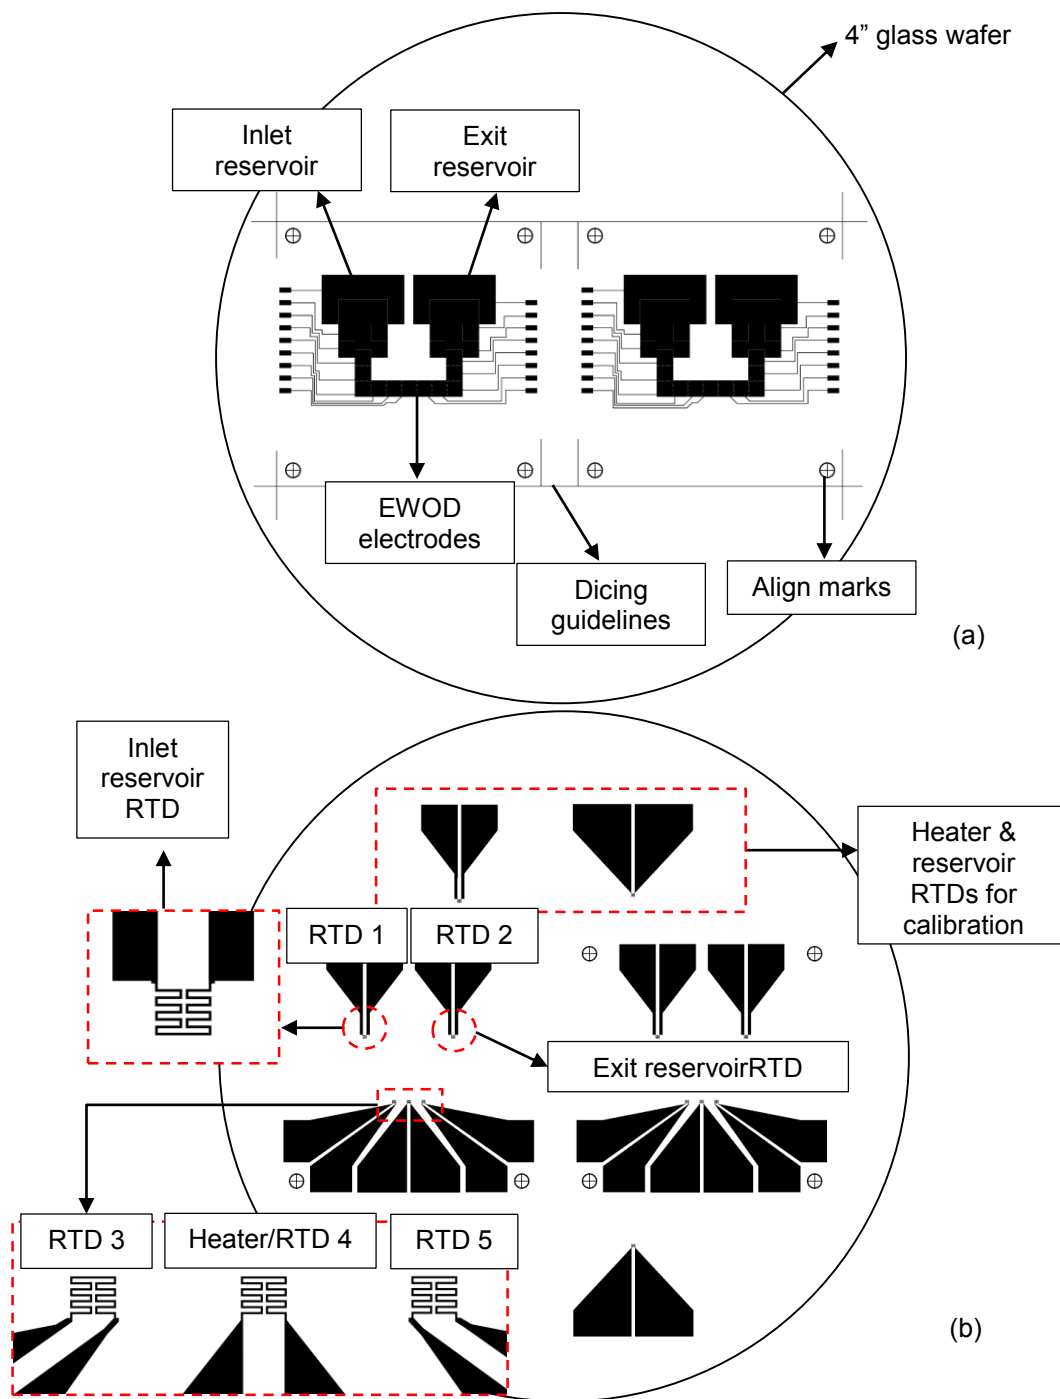 4” glass wafer
Inlet
reservoir
Exit
reservoir
EWOD
electrodes
Dicing
guidelines
Align marks
(a)
Inlet
reservoir
RTD
Heater &
reservoir
RTDs for
calibration
RTD 1
RTD 2
Exit reservoirRTD
RTD 3
Heater/RTD 4
RTD 5
(b)